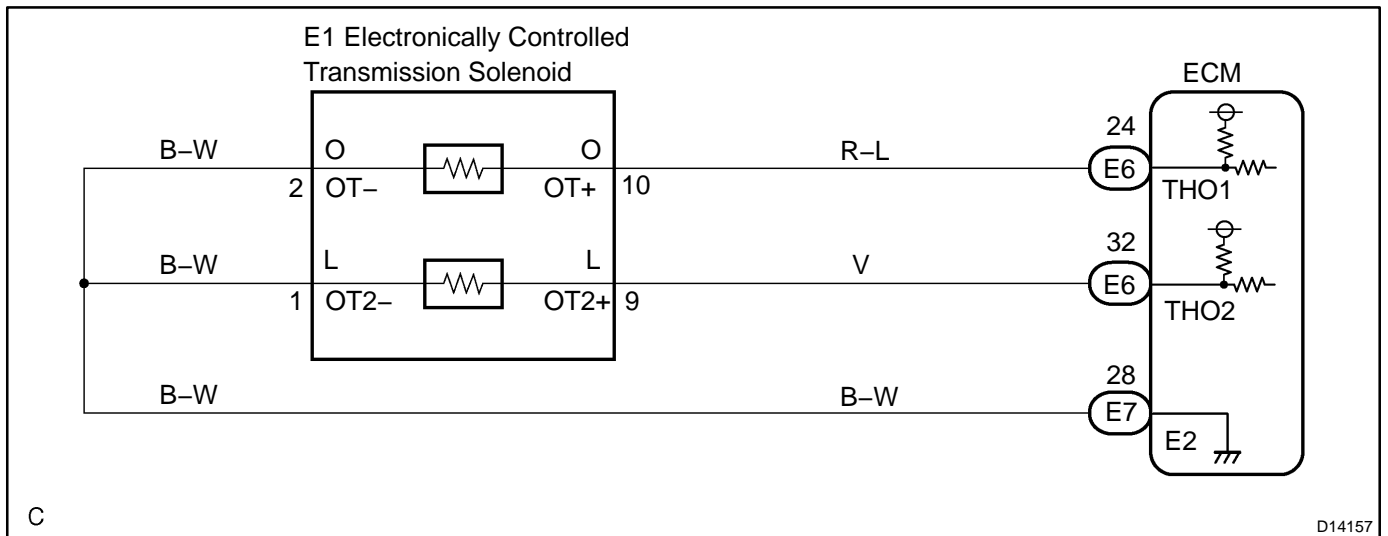 E1 Electronically Controlled
Transmission Solenoid
ECM
B–W
O
O
R–L
24
E6
2
OT–
OT+
10
THO1
B–W
L
L
V
32
E6
1
OT2–
OT2+
9
THO2
B–W
B–W
28
E7
E2
C
D14157